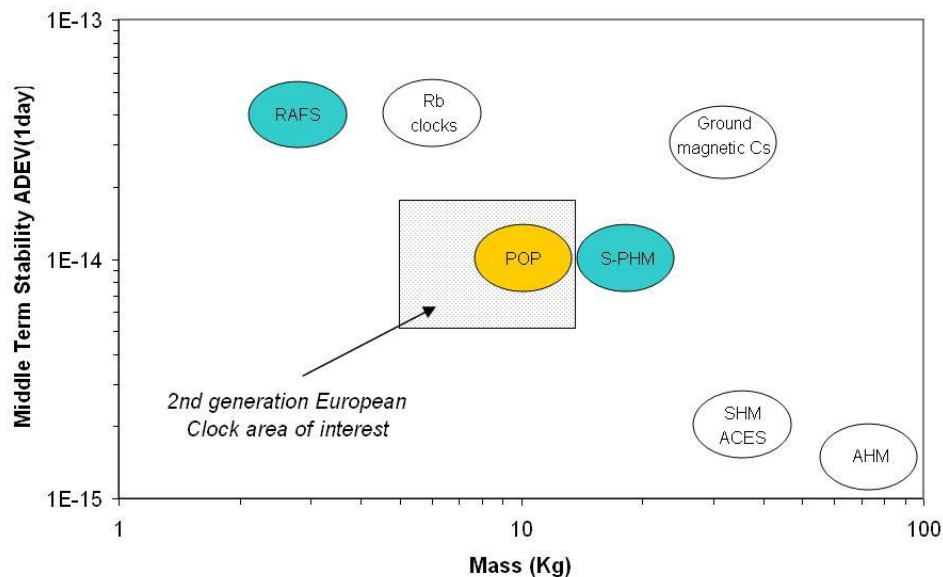 1E-13
RAFS
Rb
clocks
Ground
magnetic Cs
Middle Term Stability ADEV(1day)
1E-14
POP
S-PHM
2nd generation European
Clock area of interest
SHM
ACES
AHM
1E-15
1
10
100
Mass (Kg)